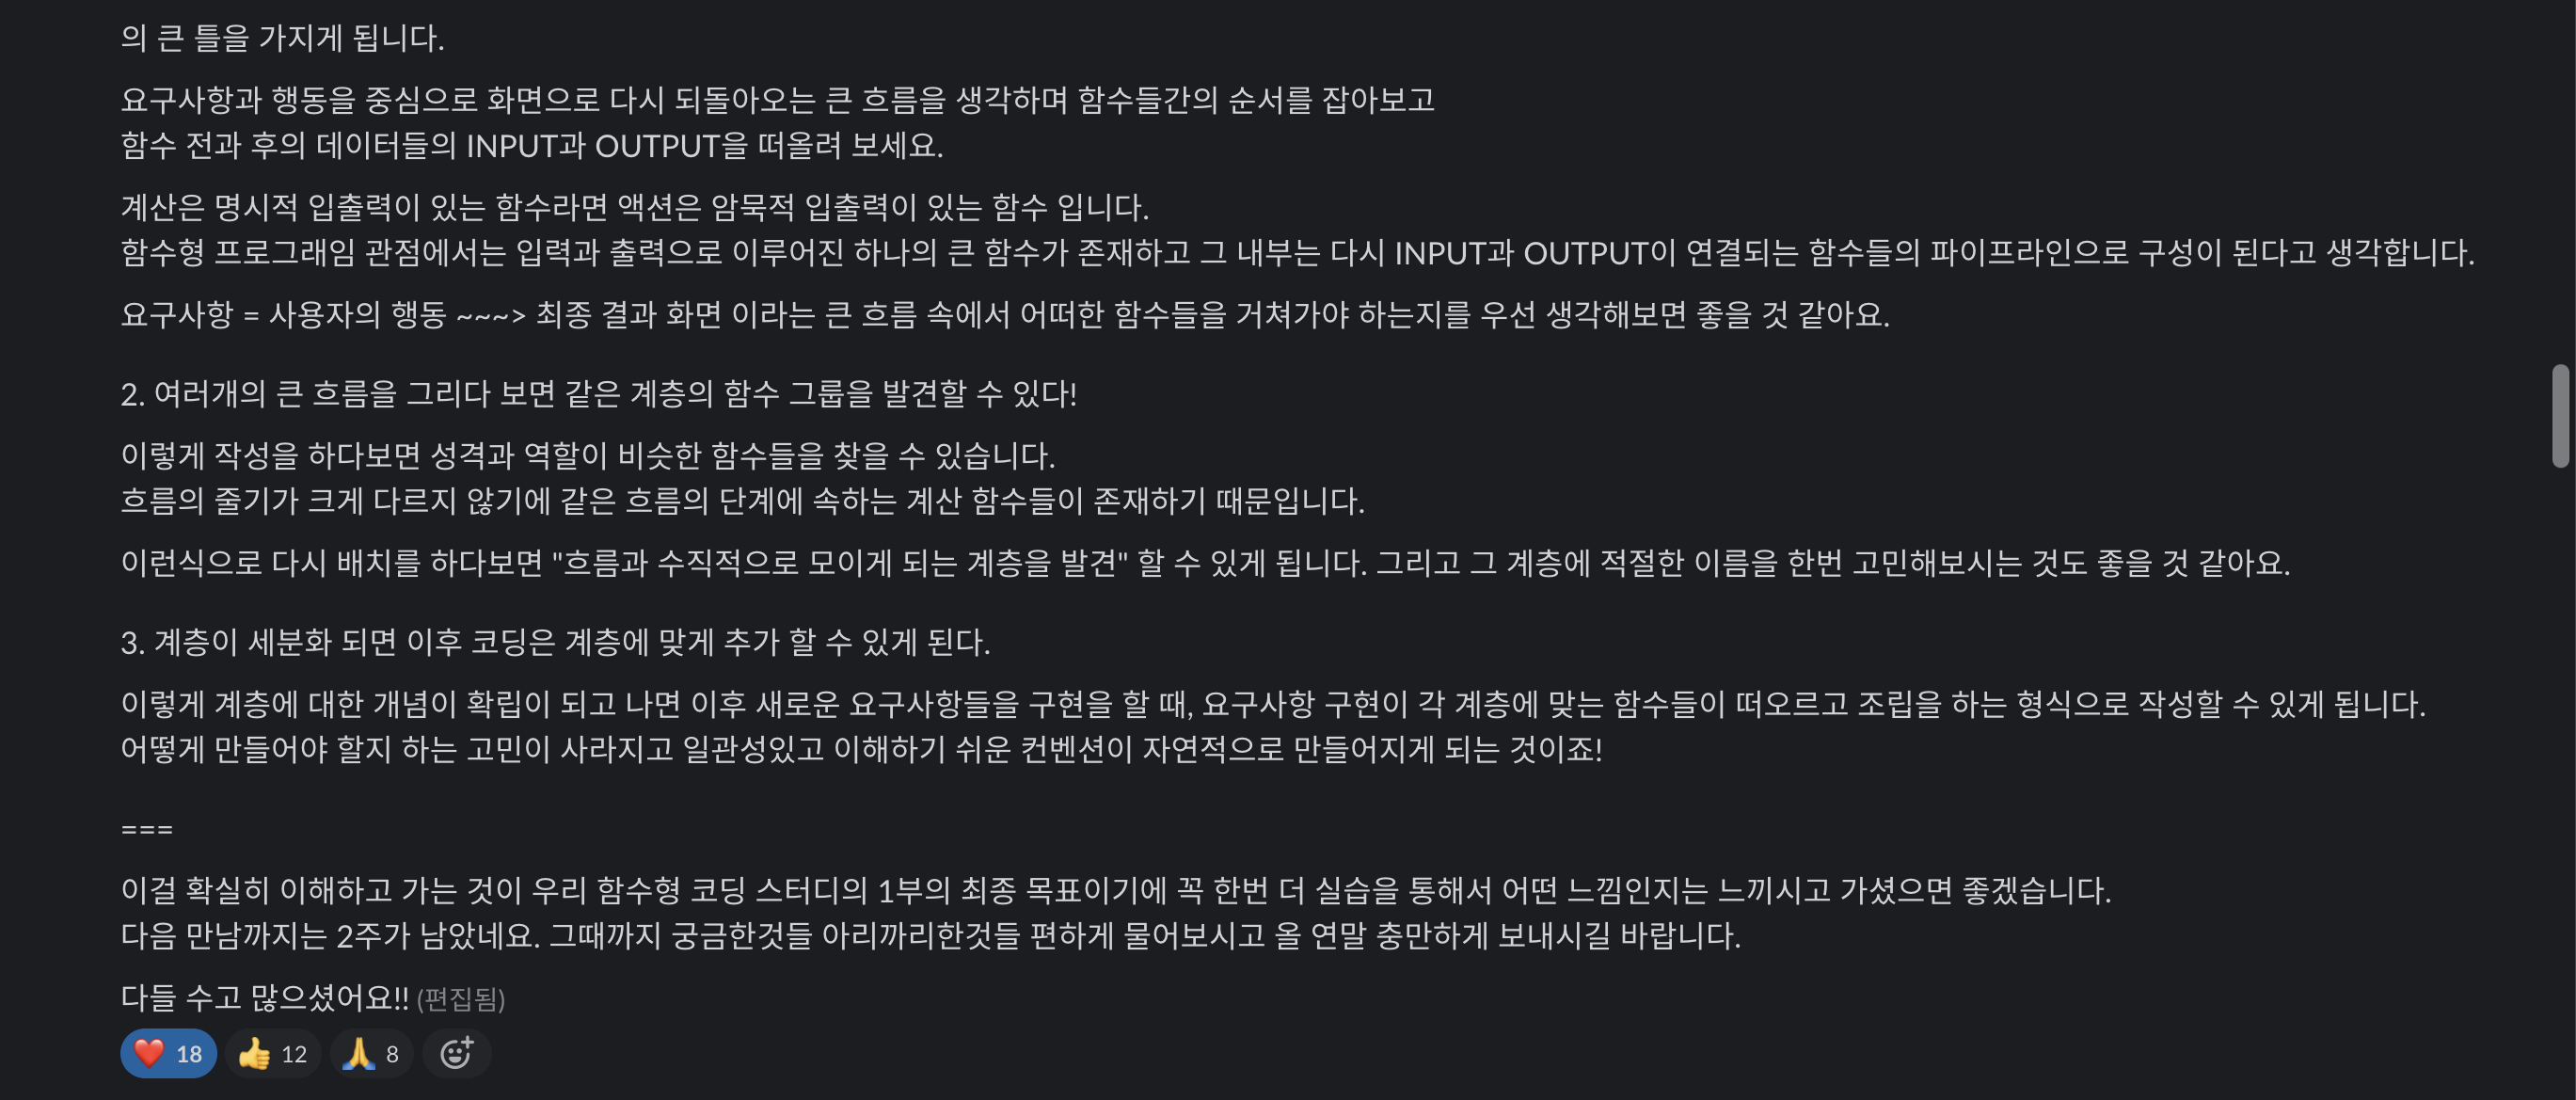 의 큰 틀을 가지게 됩니다.
요구사항과 행동을 중심으로 화면으로 다시 되돌아오는 큰 흐름을 생각하며 함수들간의 순서를 잡아보고
함수 전과 후의 데이터들의 INPUT과 OUTPUT을 떠올려 보세요.
계산은 명시적 입출력이 있는 함수라면 액션은 암묵적 입출력이 있는 함수 입니다.
함수형 프로그래임 관점에서는 입력과 출력으로 이루어진 하나의 큰 함수가 존재하고 그 내부는 다시 INPUT과 OUTPUT이 연결되는 함수들의 파이프라인으로 구성이 된다고 생각합니다.
요구사항 = 사용자의 행동 ~~~> 최종 결과 화면 이라는 큰 흐름 속에서 어떠한 함수들을 거쳐가야 하는지를 우선 생각해보면 좋을 것 같아요.
2. 여러개의 큰 흐름을 그리다 보면 같은 계층의 함수 그룹을 발견할 수 있다!
이렇게 작성을 하다보면 성격과 역할이 비슷한 함수들을 찾을 수 있습니다.
흐름의 줄기가 크게 다르지 않기에 같은 흐름의 단계에 속하는 계산 함수들이 존재하기 때문입니다.
이런식으로 다시 배치를 하다보면 "흐름과 수직적으로 모이게 되는 계층을 발견" 할 수 있게 됩니다. 그리고 그 계층에 적절한 이름을 한번 고민해보시는 것도 좋을 것 같아요.
3. 계층이 세분화 되면 이후 코딩은 계층에 맞게 추가 할 수 있게 된다.
이렇게 계층에 대한 개념이 확립이 되고 나면 이후 새로운 요구사항들을 구현을 할 때, 요구사항 구현이 각 계층에 맞는 함수들이 떠오르고 조립을 하는 형식으로 작성할 수 있게 됩니다.
어떻게 만들어야 할지 하는 고민이 사라지고 일관성있고 이해하기 쉬운 컨벤션이 자연적으로 만들어지게 되는 것이죠!
===
이걸 확실히 이해하고 가는 것이 우리 함수형 코딩 스터디의 1부의 최종 목표이기에 꼭 한번 더 실습을 통해서 어떤 느낌인지는 느끼시고 가셨으면 좋겠습니다.
다음 만남까지는 2주가 남았네요. 그때까지 궁금한것들 아리까리한것들 편하게 물어보시고 올 연말 충만하게 보내시길 바랍니다.
다들 수고 많으셨어요!! (편집됨)
18 12 8